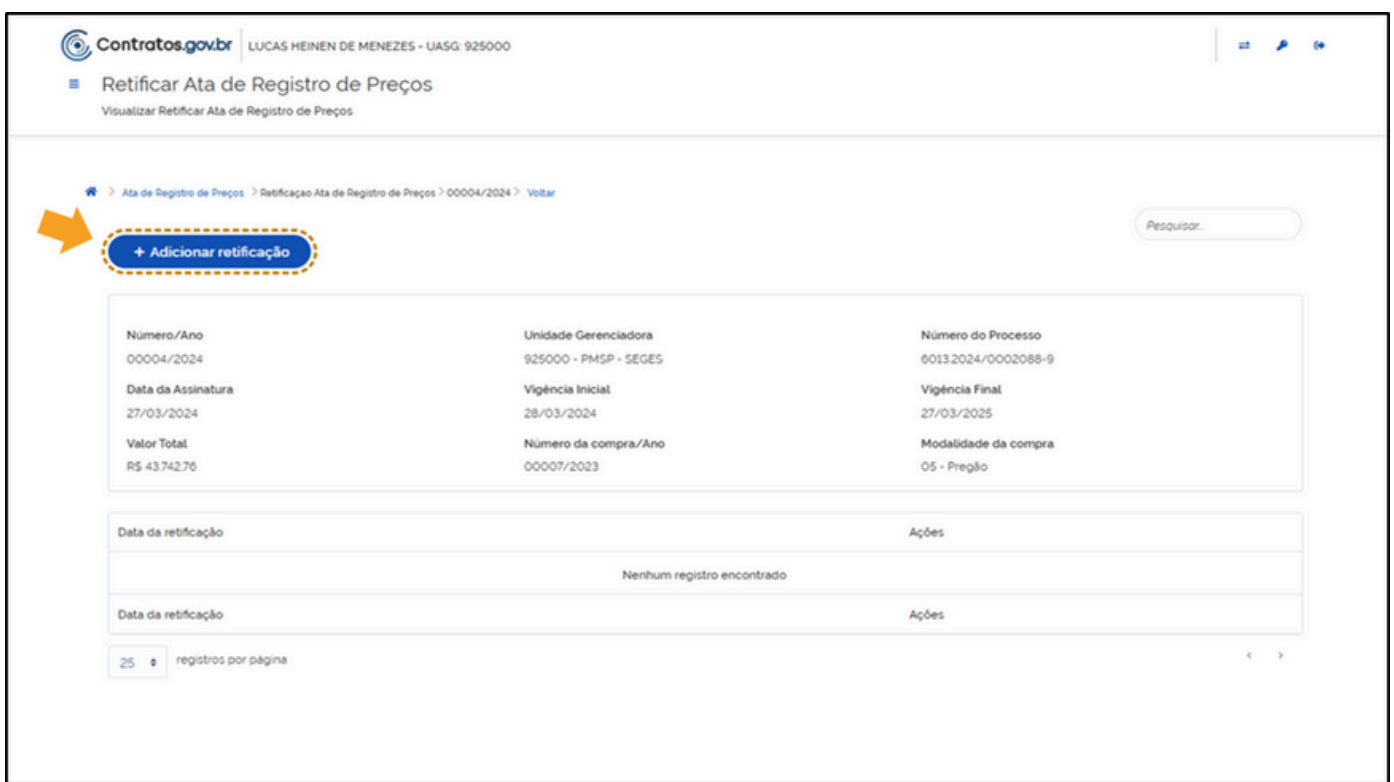 Contratos.gov.br LUCAS HEINEN DE MENEZES - UASG: 925000
Retificar Ata de Registro de Preços
Visualizar Retificar Ata de Registro de Preços
> Ata de Registro de Preços > Retificaçao Ata de Registro de Preços > 00004/2024 > Voltar
Pesquisar...
+ Adicionar retificação
Número/Ano Unidade Gerenciadora Número do Processo
00004/2024 925000 - PMSP - SEGES 6013.2024/0002088-9
Data da Assinatura Vigência Inicial Vigência Final
27/03/2024 28/03/2024 27/03/2025
Valor Total Número da compra/Ano Modalidade da compra
R$ 43.742,76 00007/2023 05 - Pregão
Data da retificação Ações
Nenhum registro encontrado
Data da retificação Ações
25 registros por página < >